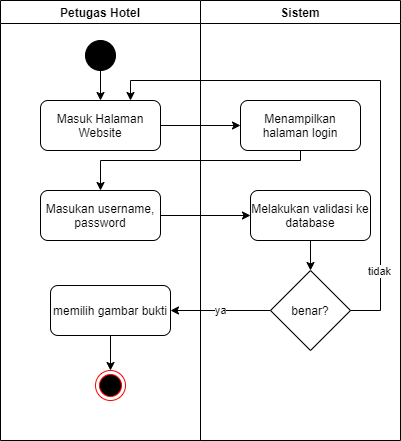 Petugas Hotel
Sistem
Masuk Halaman
Website
Menampilkan
halaman login
Masukan username,
password
Melakukan validasi ke
database
tidak
benar?
ya
memilih gambar bukti